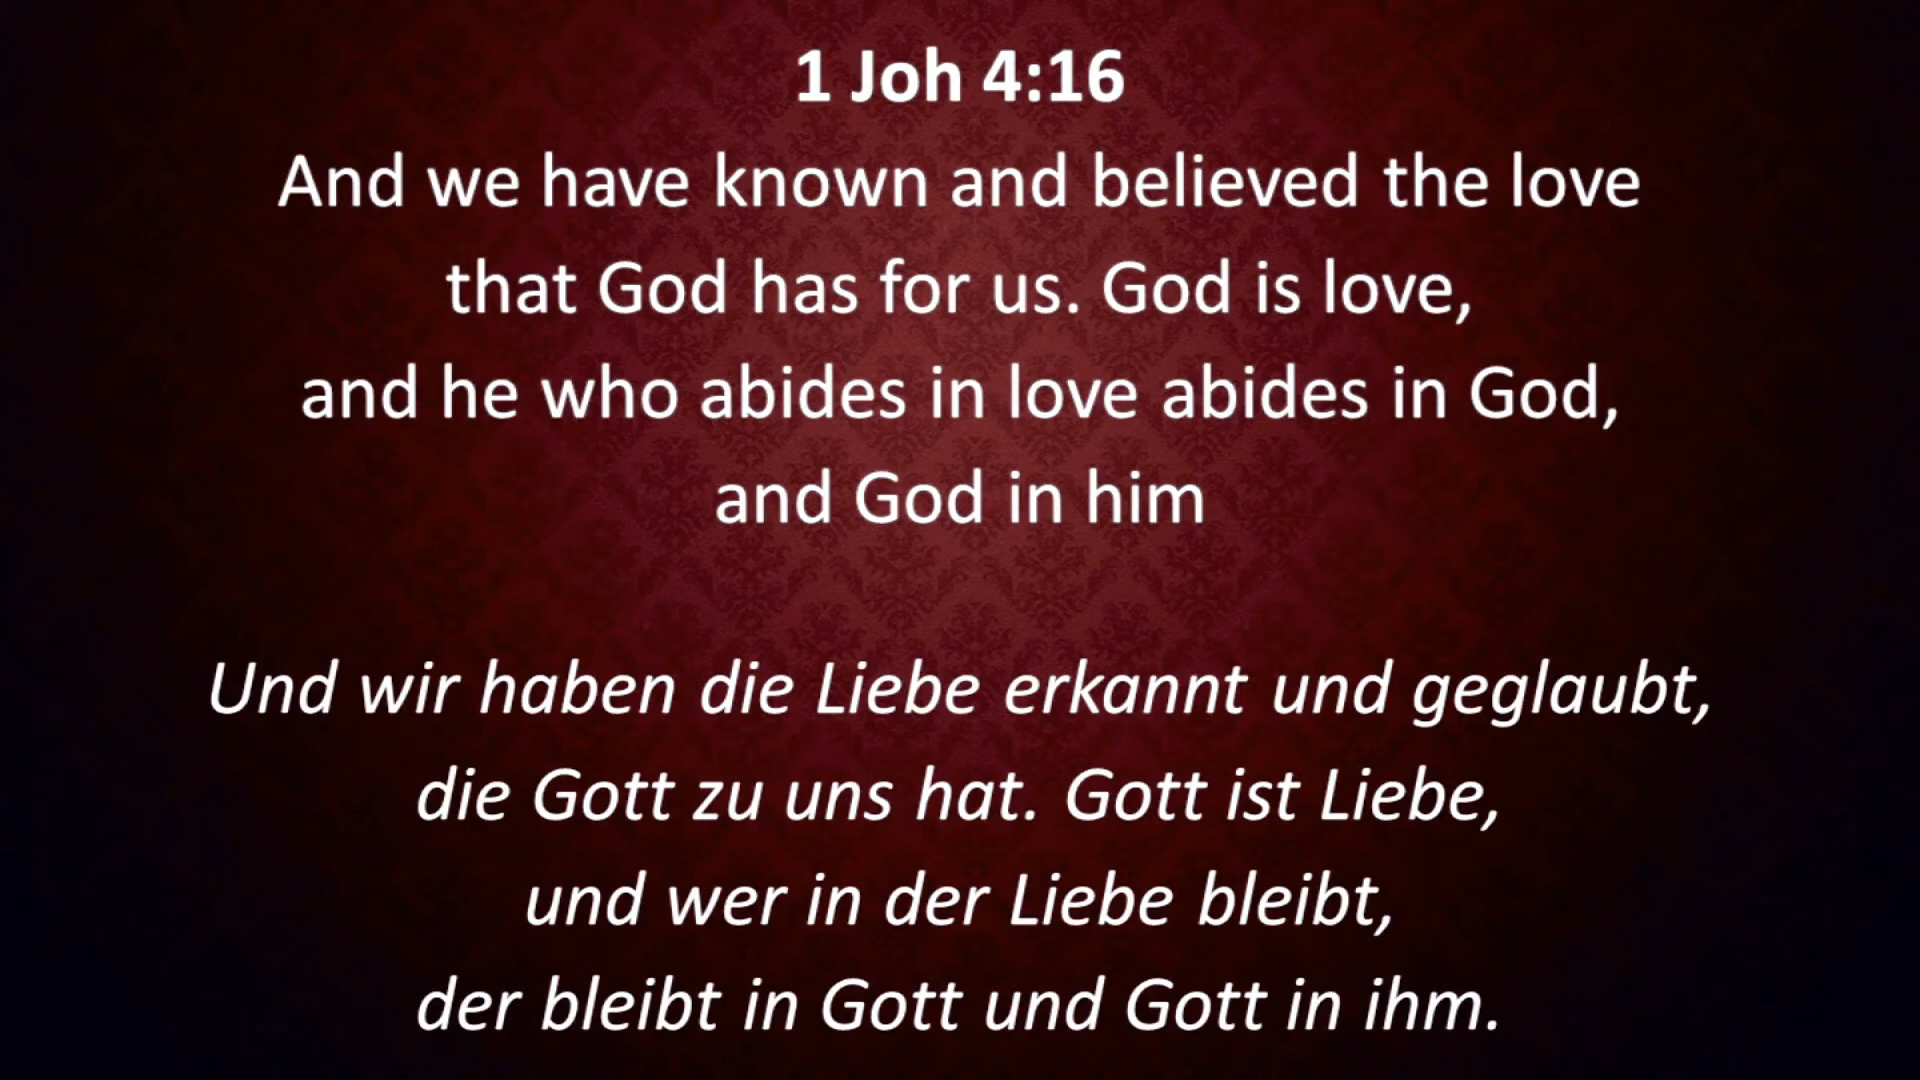 1 Joh 4:16
And we have known and believed the love
that God has for us. God is love,
and he who abides in love abides in God,
and God in him
Und wir haben die Liebe erkannt und geglaubt,
die Gott zu uns hat. Gott ist Liebe,
und wer in der Liebe bleibt,
der bleibt in Gott und Gott in ihm.